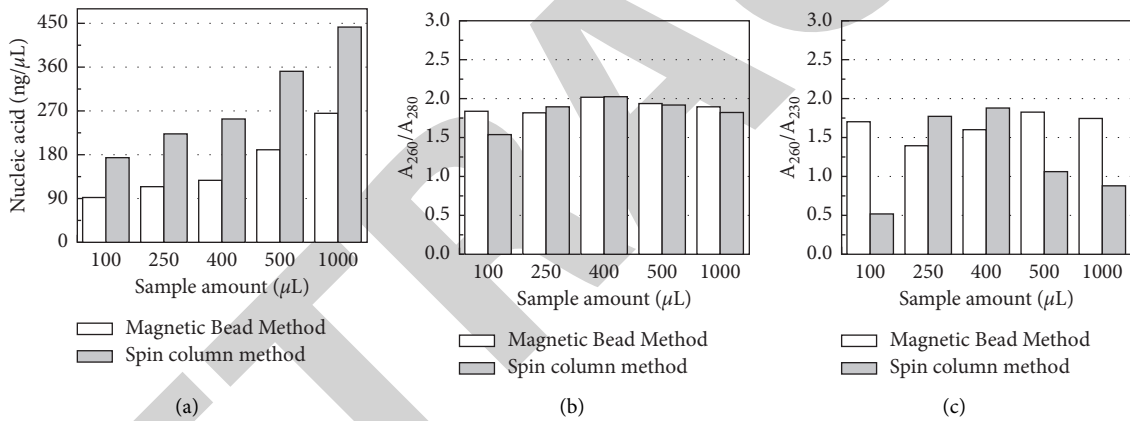 Nucleic acid (ng/μL)
450
360
270
180
90
0
100 250 400 500 1000
Sample amount (μL)
Magnetic Bead Method
Spin column method
(a)
A260/A280
3.0
2.5
2.0
1.5
1.0
0.5
0.0
100 250 400 500 1000
Sample amount (μL)
Magnetic Bead Method
Spin column method
(b)
A260/A230
3.0
2.5
2.0
1.5
1.0
0.5
0.0
100 250 400 500 1000
Sample amount (μL)
Magnetic Bead Method
Spin column method
(c)